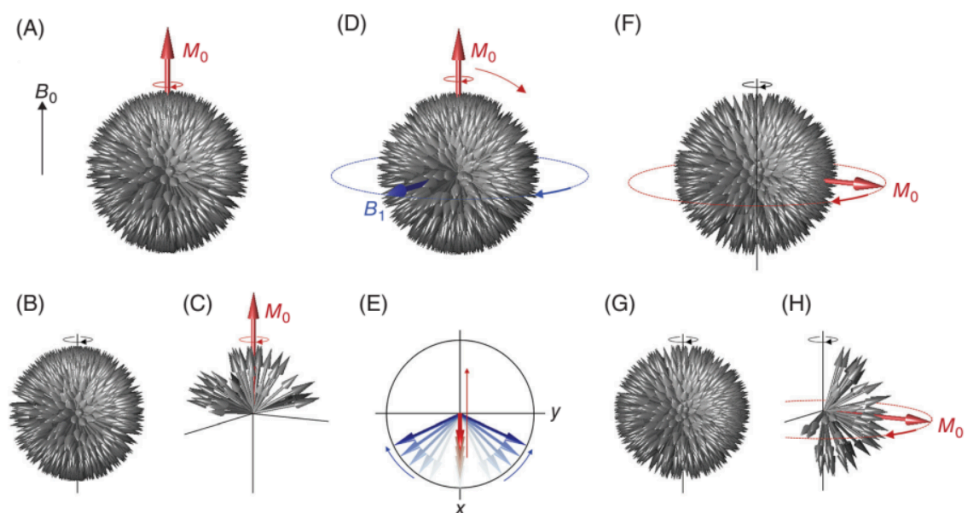 (A)
M₀
B₀
(D)
M₀
B₁
(F)
M₀
(B)
(C)
M₀
(E)
y
x
(G)
(H)
M₀